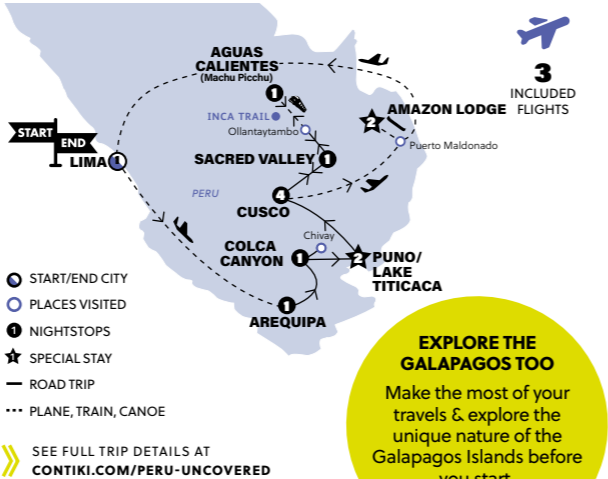 AGUAS
CALIENTES
(Machu Picchu)
1
3
INCLUDED
FLIGHTS
INCA TRAIL
Ollantaytambo
2
AMAZON LODGE
Puerto Maldonado
START
END
LIMA 1
SACRED VALLEY 1
PERU
4
CUSCO
Chivay
COLCA
CANYON
1
2
PUNO/
LAKE
TITICACA
1
AREQUIPA
START/END CITY
PLACES VISITED
1 NIGHTSTOPS
1 SPECIAL STAY
ROAD TRIP
PLANE, TRAIN, CANOE
SEE FULL TRIP DETAILS AT
CONTIKI.COM/PERU-UNCOVERED
EXPLORE THE
GALAPAGOS TOO
Make the most of your
travels & explore the
unique nature of the
Galapagos Islands before
you start